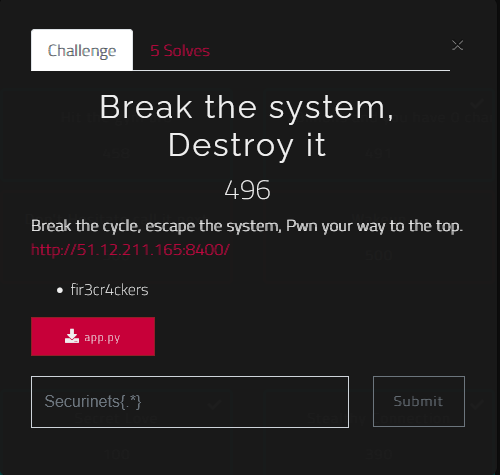 Challenge
5 Solves
Break the system,
Destroy it
496
Break the cycle, escape the system, Pwn your way to the top.
http://51.12.211.165:8400/
fir3cr4ckers
app.py
Securinets{.*}
Submit